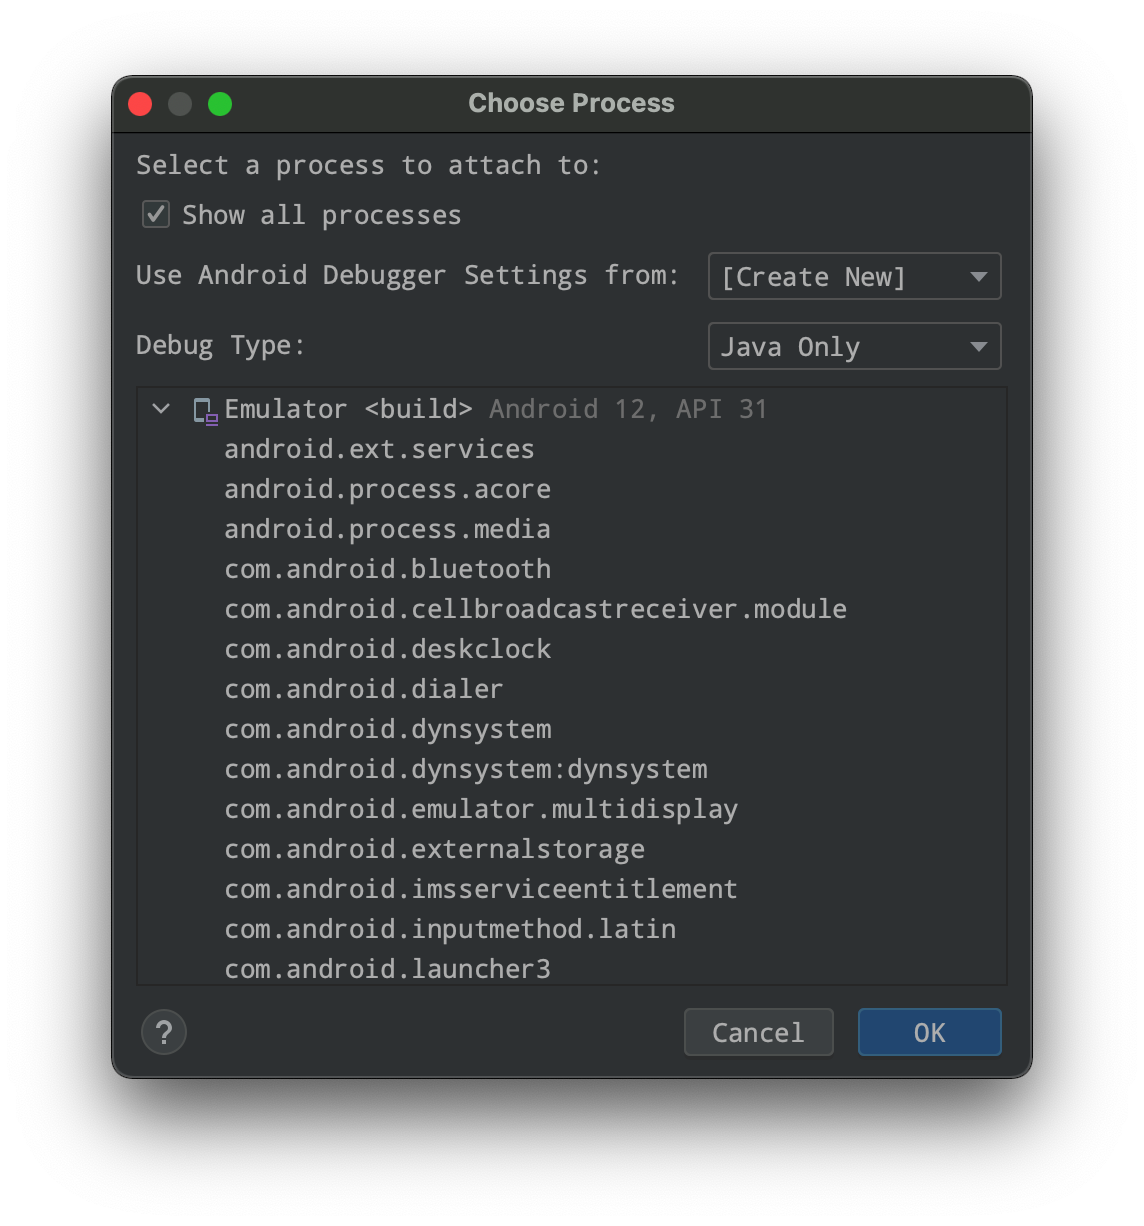 Choose Process
Select a process to attach to:
Show all processes
Use Android Debugger Settings from: [Create New]
Debug Type: Java Only
Emulator <build> Android 12, API 31
android.ext.services
android.process.acore
android.process.media
com.android.bluetooth
com.android.cellbroadcastreceiver.module
com.android.deskclock
com.android.dialer
com.android.dynsystem
com.android.dynsystem:dynsystem
com.android.emulator.multidisplay
com.android.externalstorage
com.android.imsserviceentitlement
com.android.inputmethod.latin
com.android.launcher3
? Cancel OK